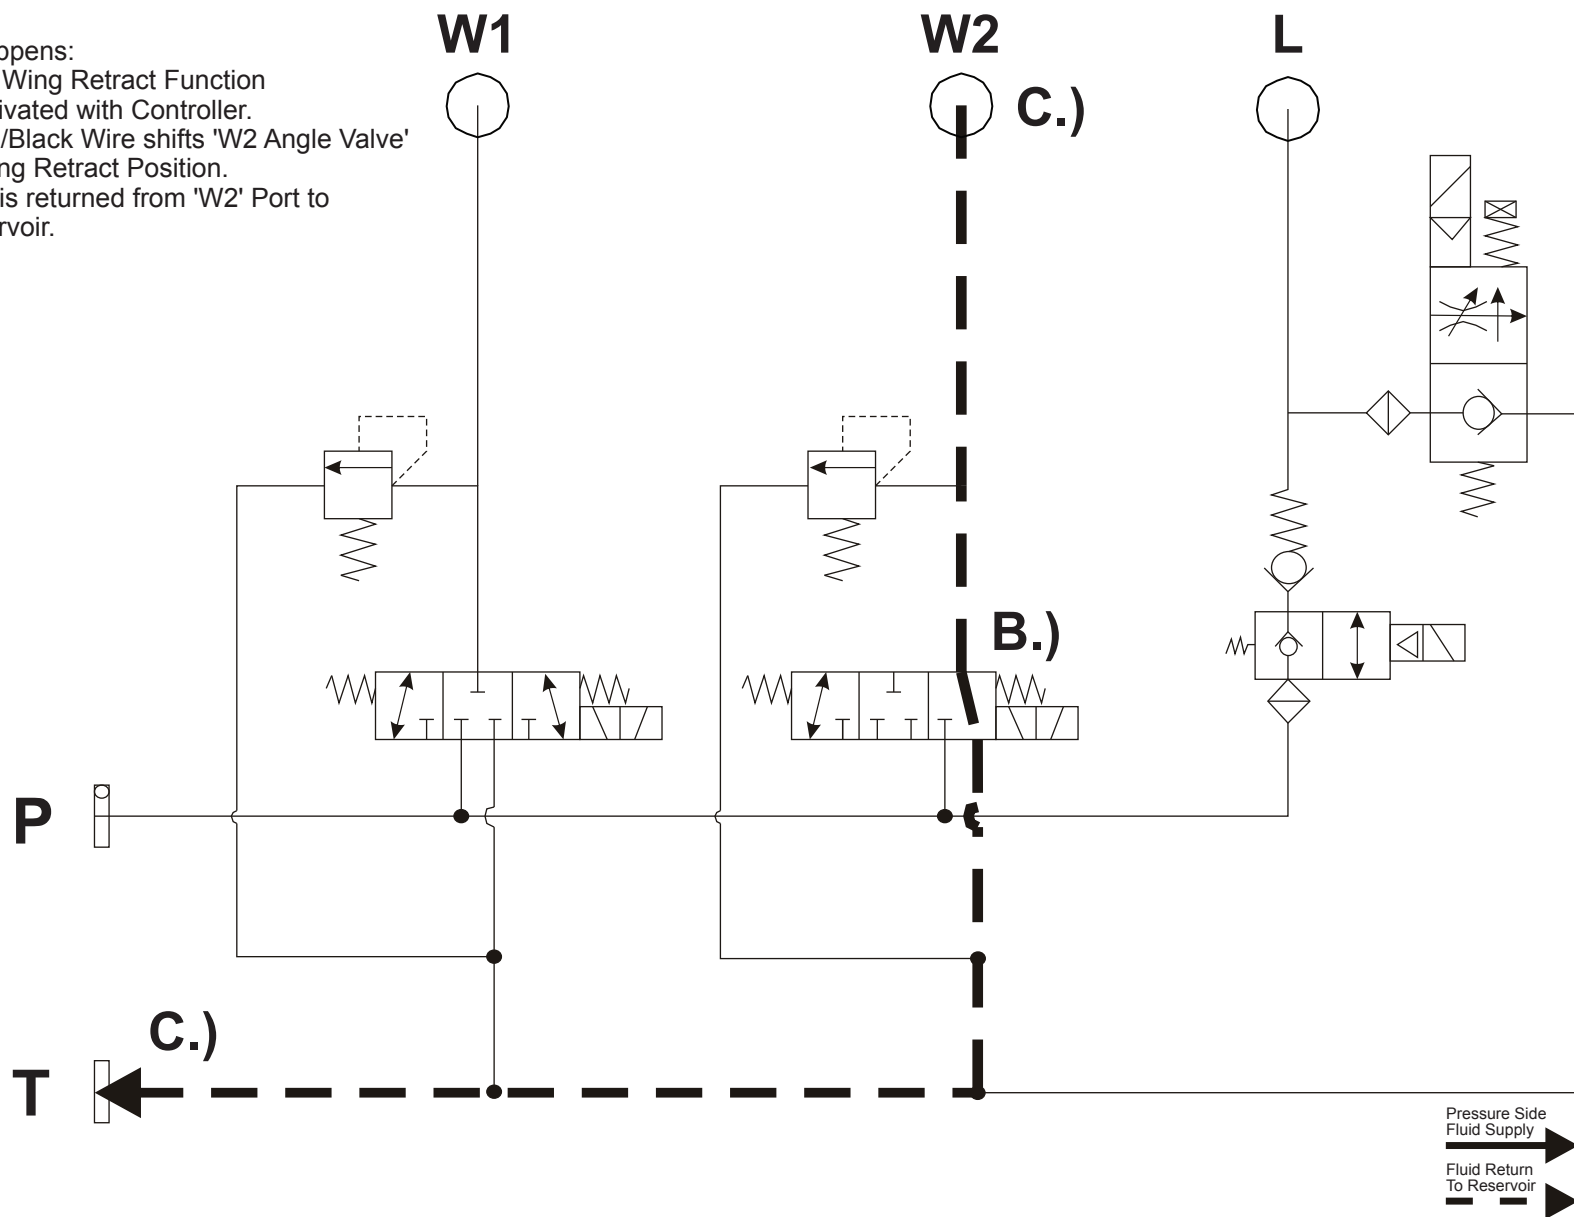 W1
W2
L
ppens:
Wing Retract Function
ivated with Controller.
/Black Wire shifts 'W2 Angle Valve'
ng Retract Position.
is returned from 'W2' Port to
rvoir.
C.)
B.)
P
C.)
T
Pressure Side
Fluid Supply
Fluid Return
To Reservoir